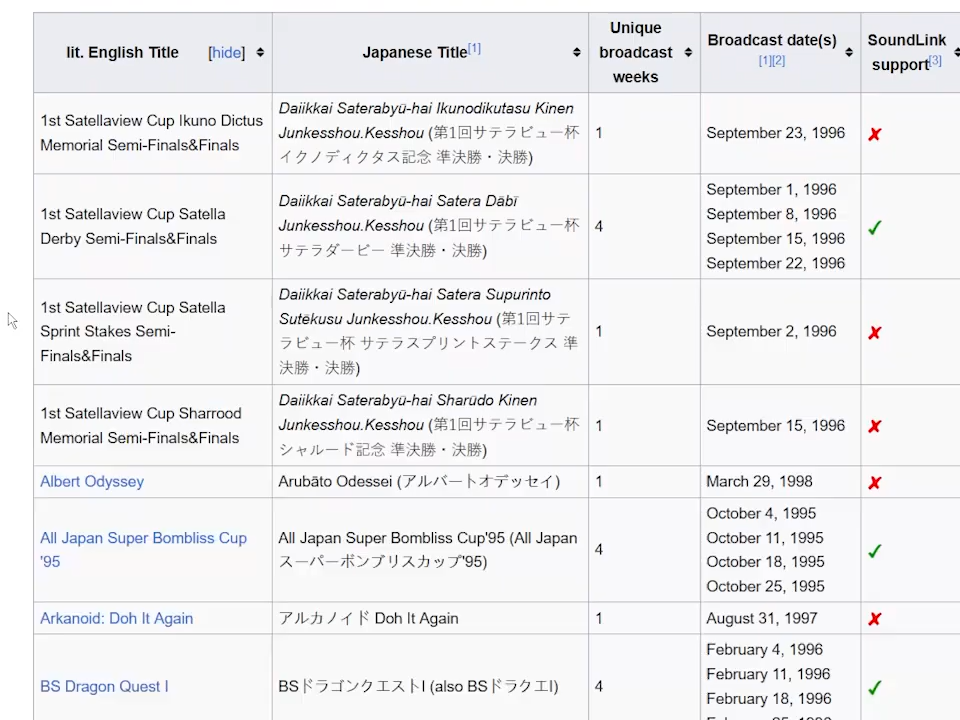 lit. English Title [hide]
Japanese Title[1]
Unique
broadcast
weeks
Broadcast date(s)
[1][2]
SoundLink
support[3]
1st Satellaview Cup Ikuno Dictus
Memorial Semi-Finals&Finals
Daiikkai Saterabyū-hai Ikunodikutasu Kinen
Junkesshou.Kesshou (第1回サテラビュー杯
イクノディクタス記念 準決勝・決勝)
1
September 23, 1996
✗
1st Satellaview Cup Satella
Derby Semi-Finals&Finals
Daiikkai Saterabyū-hai Satera Dābī
Junkesshou.Kesshou (第1回サテラビュー杯
サテラダービー 準決勝・決勝)
4
September 1, 1996
September 8, 1996
September 15, 1996
September 22, 1996
✓
1st Satellaview Cup Satella
Sprint Stakes Semi-
Finals&Finals
Daiikkai Saterabyū-hai Satera Supurinto
Sutēkusu Junkesshou.Kesshou (第1回サテ
ラビュー杯 サテラスプリントステークス 準
決勝・決勝)
1
September 2, 1996
✗
1st Satellaview Cup Sharrood
Memorial Semi-Finals&Finals
Daiikkai Saterabyū-hai Sharūdo Kinen
Junkesshou.Kesshou (第1回サテラビュー杯
シャルード記念 準決勝・決勝)
1
September 15, 1996
✗
Albert Odyssey
Arubāto Odessei (アルバートオデッセイ)
1
March 29, 1998
✗
All Japan Super Bombliss Cup
'95
All Japan Super Bombliss Cup'95 (All Japan
スーパーボンブリスカップ'95)
4
October 4, 1995
October 11, 1995
October 18, 1995
October 25, 1995
✓
Arkanoid: Doh It Again
アルカノイド Doh It Again
1
August 31, 1997
✗
BS Dragon Quest I
BSドラゴンクエストI (also BSドラクエI)
4
February 4, 1996
February 11, 1996
February 18, 1996
✓